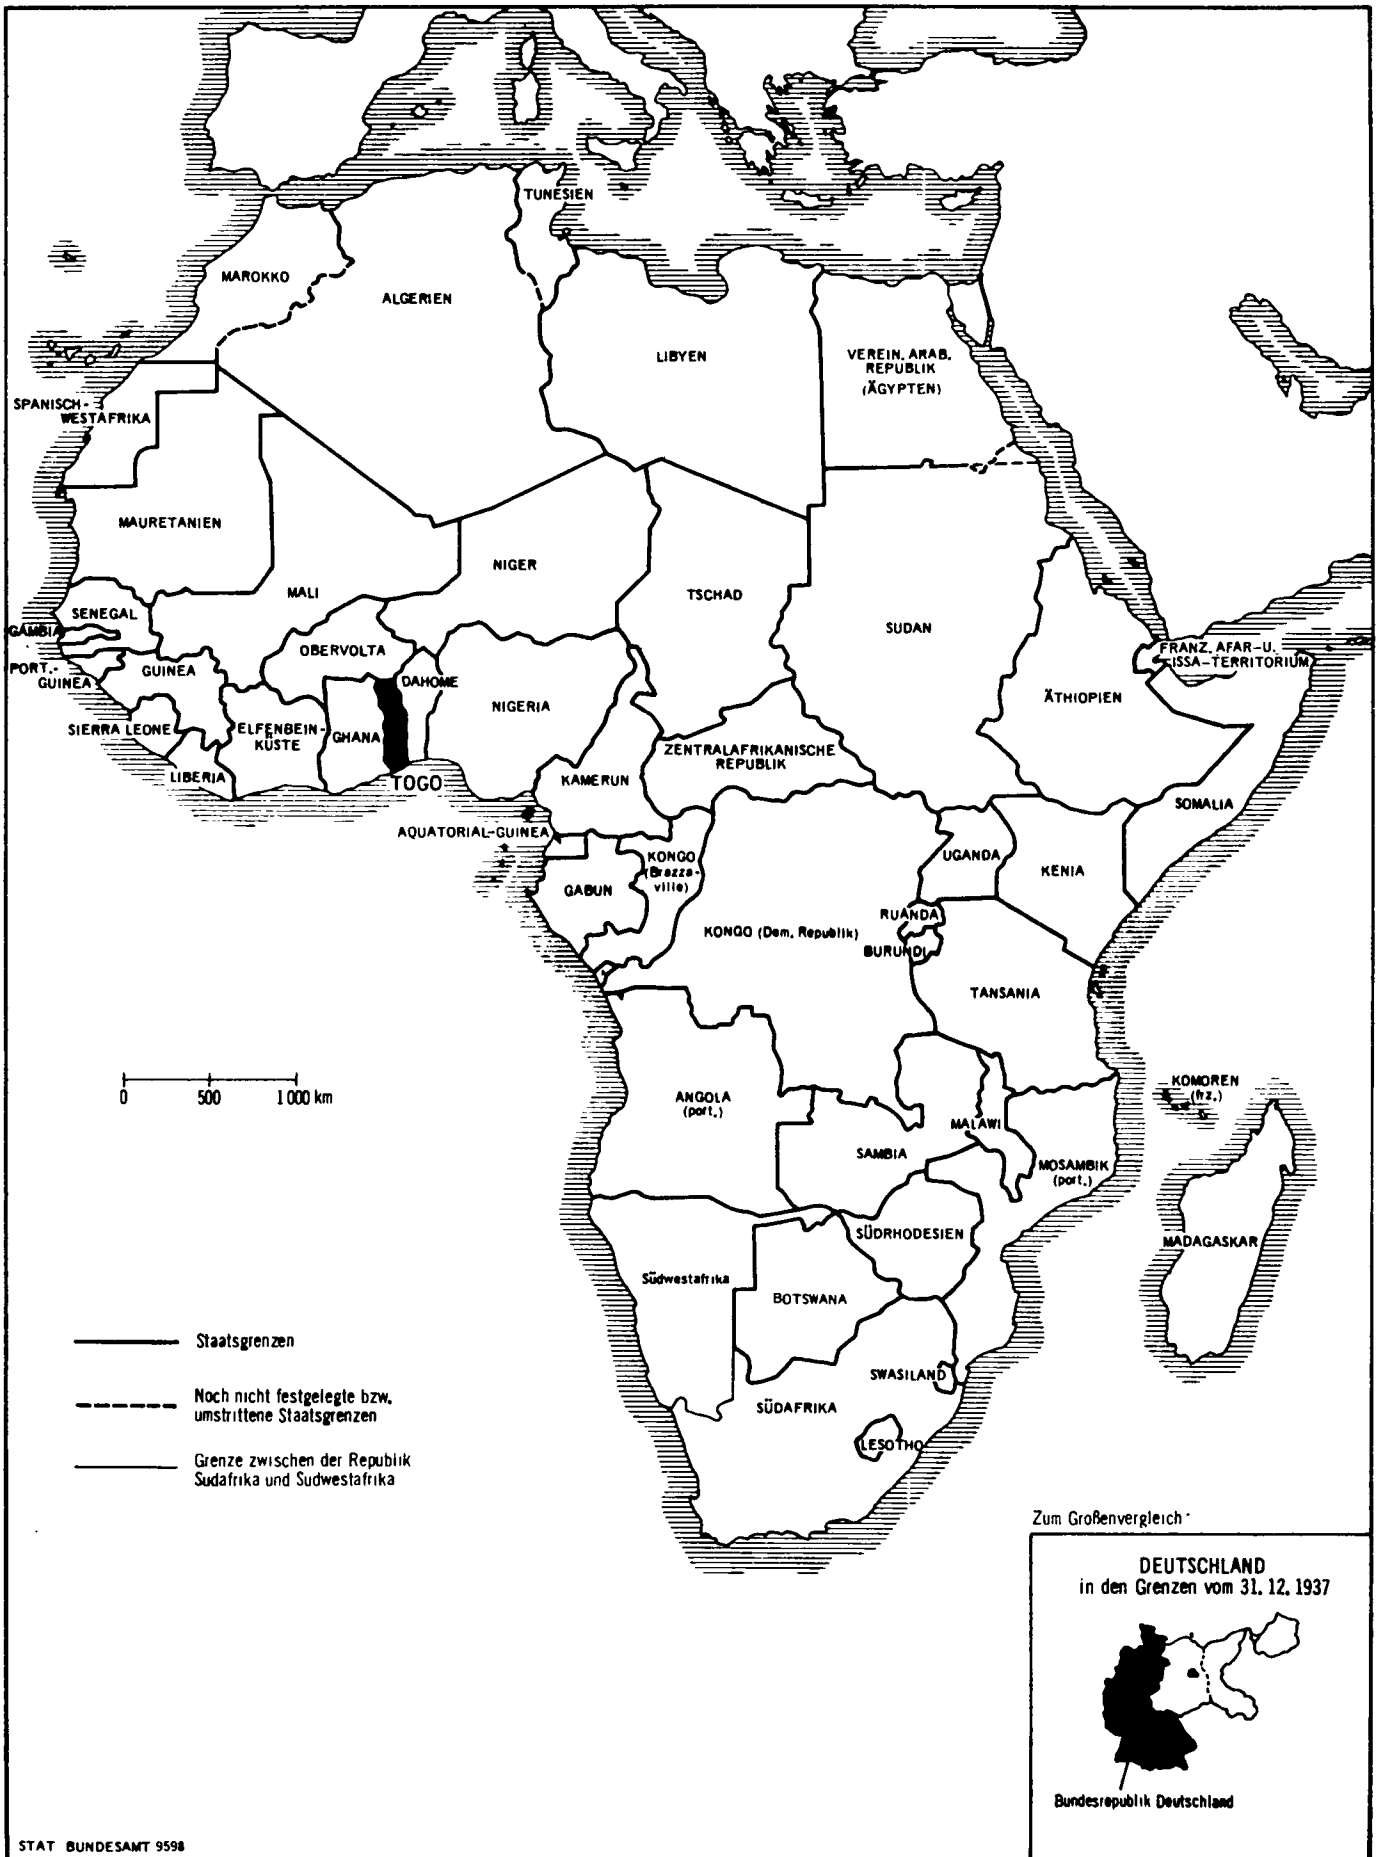 TUNESIEN
MAROKKO
ALGERIEN
LIBYEN
VEREIN. ARAB.
REPUBLIK
(ÄGYPTEN)
SPANISCH-
WESTAFRIKA
MAURETANIEN
MALI
NIGER
TSCHAD
SUDAN
SENEGAL
GAMBIA
PORT.-
GUINEA
GUINEA
OBERVOLTA
DAHOME
FRANZ. AFAR-U.
ISSA-TERRITORIUM
ÄTHIOPIEN
SIERRA LEONE
ELFENBEIN-
KÜSTE
GHANA
NIGERIA
LIBERIA
TOGO
ZENTRALAFRIKANISCHE
REPUBLIK
KAMERUN
SOMALIA
AQUATORIAL-GUINEA
KONGO
(Brazza-
ville)
GABUN
UGANDA
KENIA
RUANDA
KONGO (Dem. Republik)
BURUNDI
TANSANIA
0 500 1 000 km
ANGOLA
(port.)
SAMBIA
MALAWI
KOMOREN
(frz.)
MOSAMBIK
(port.)
SÜDRHODESIEN
MADAGASKAR
Südwestafrika
BOTSWANA
SWASILAND
SÜDAFRIKA
LESOTHO
Staatsgrenzen
Noch nicht festgelegte bzw.
umstrittene Staatsgrenzen
Grenze zwischen der Republik
Sudafrika und Sudwestafrika
Zum Großenvergleich
DEUTSCHLAND
in den Grenzen vom 31. 12. 1937
Bundesrepublik Deutschland
STAT BUNDESAMT 9598